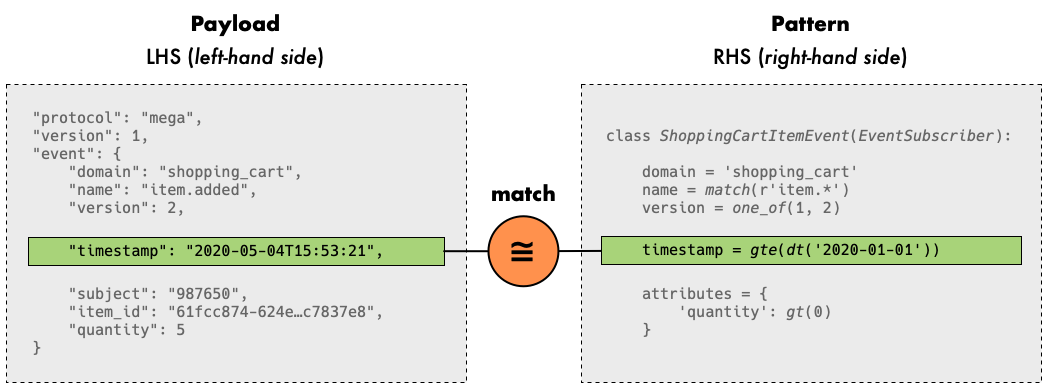 Payload
LHS (left-hand side)
"protocol": "mega",
"version": 1,
"event": {
    "domain": "shopping_cart",
    "name": "item.added",
    "version": 2,
    "timestamp": "2020-05-04T15:53:21",
    "subject": "987650",
    "item_id": "61fcc874-624e…c7837e8",
    "quantity": 5
}
match
≅
Pattern
RHS (right-hand side)
class ShoppingCartItemEvent(EventSubscriber):
    domain = 'shopping_cart'
    name = match(r'item.*')
    version = one_of(1, 2)
    timestamp = gte(dt('2020-01-01'))
    attributes = {
        'quantity': gt(0)
    }